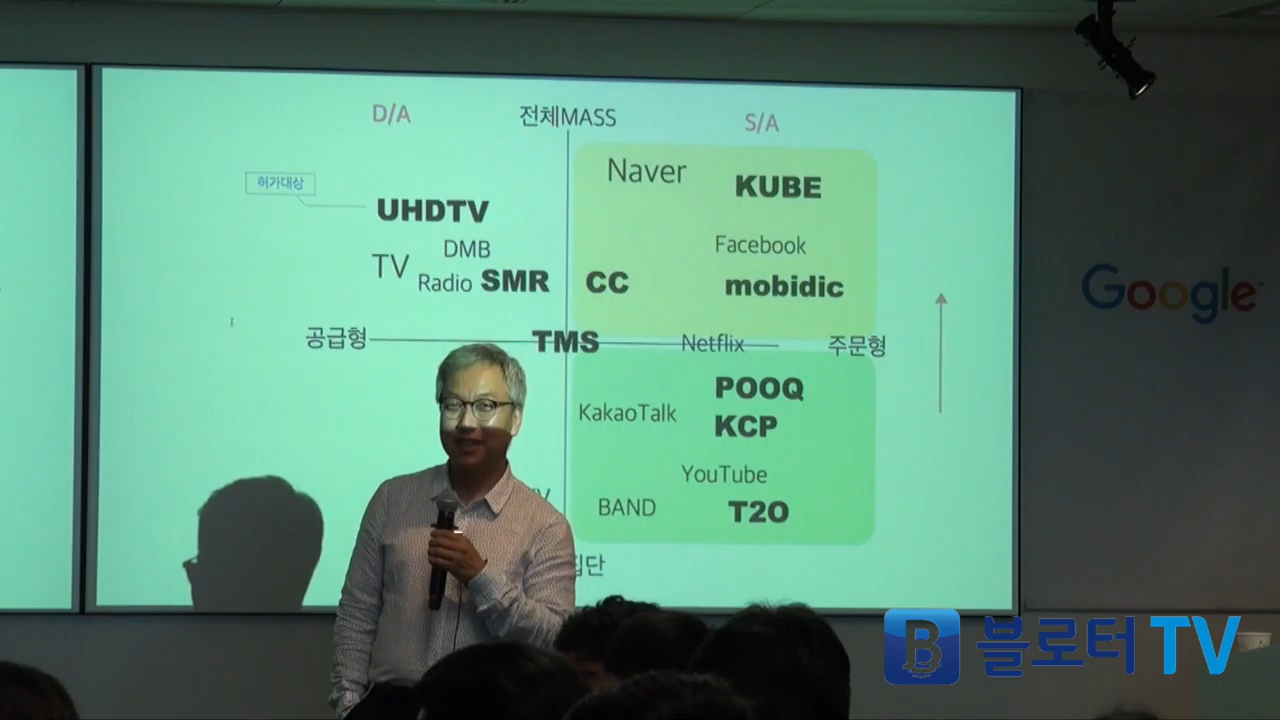 D/A 전체MASS S/A
Naver KUBE
허가대상
UHDTV
DMB Facebook
TV Radio SMR CC mobidic
공급형 TMS Netflix 주문형
POOQ
KakaoTalk
KCP
YouTube
BAND T2O
Google
블로터TV